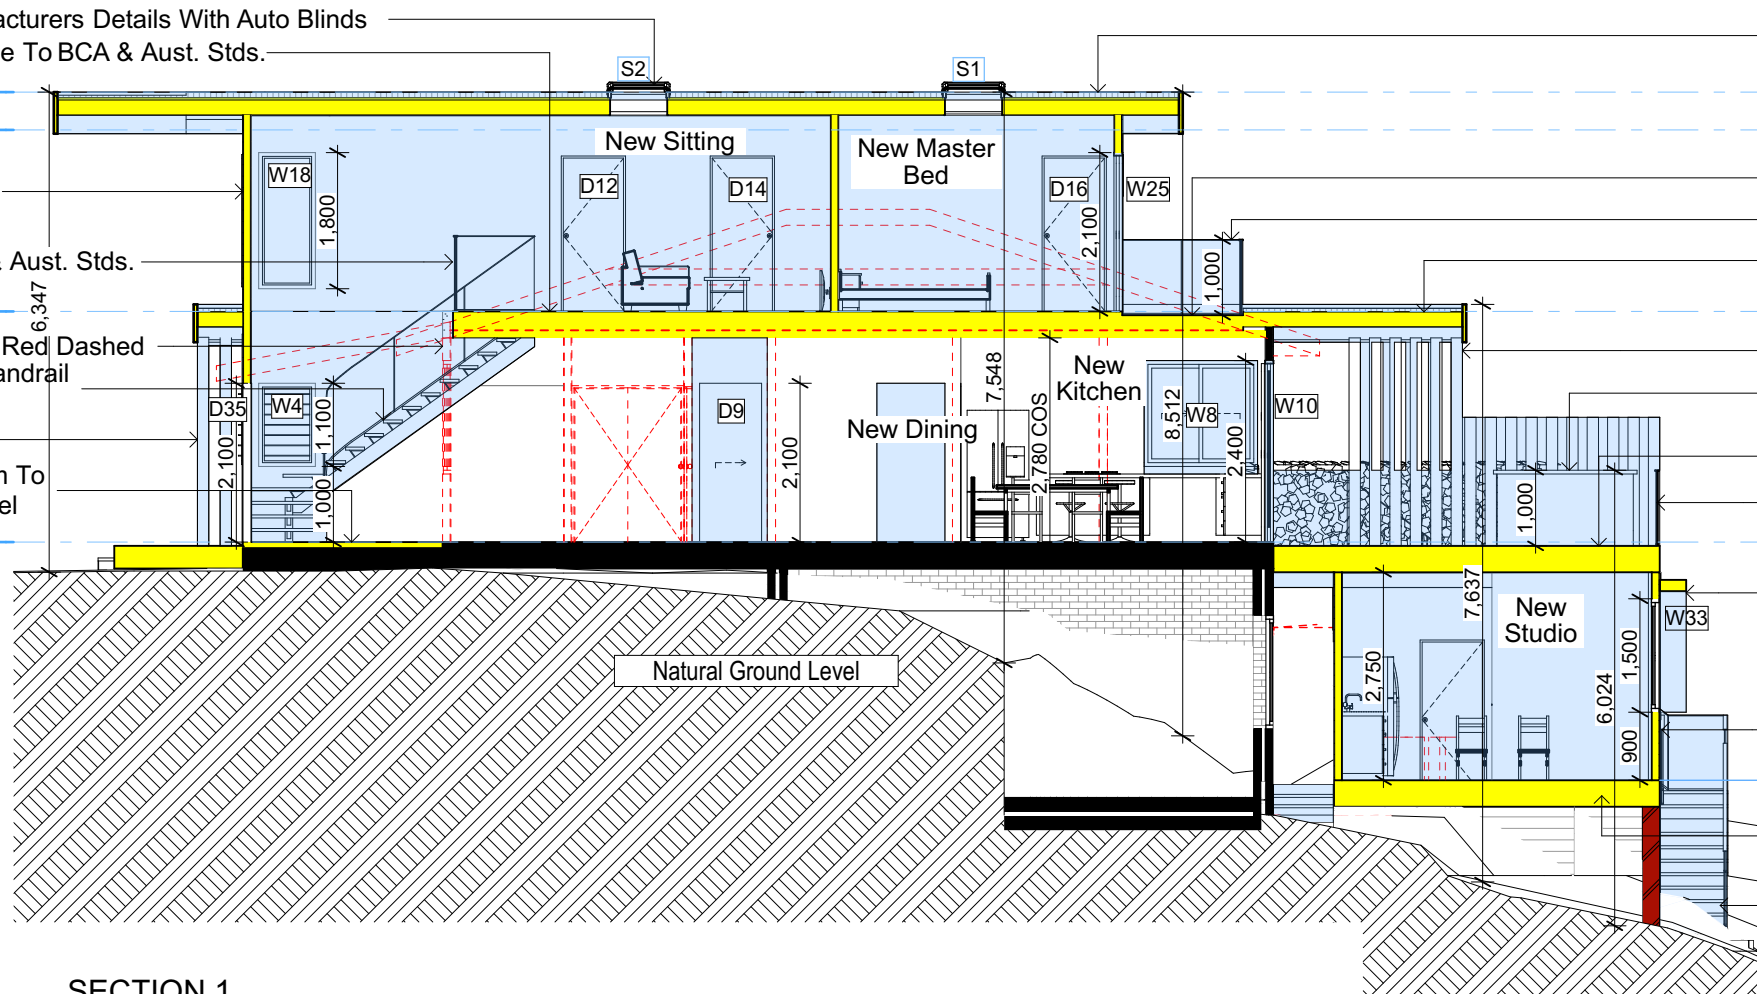 acturers Details With Auto Blinds
e To BCA & Aust. Stds.
S2
S1
New Sitting
New Master
Bed
W18
D12
D14
D16
W25
1,800
2,100
1,000
& Aust. Stds.
6,347
Red Dashed
andrail
D35
W4
1,100
2,100
1,000
D9
2,100
New Dining
7,548
2,780 COS
New
Kitchen
8,512
W8
2,400
W10
n To
el
1,000
7,637
New
Studio
W33
1,500
2,750
6,024
900
Natural Ground Level
SECTION 1